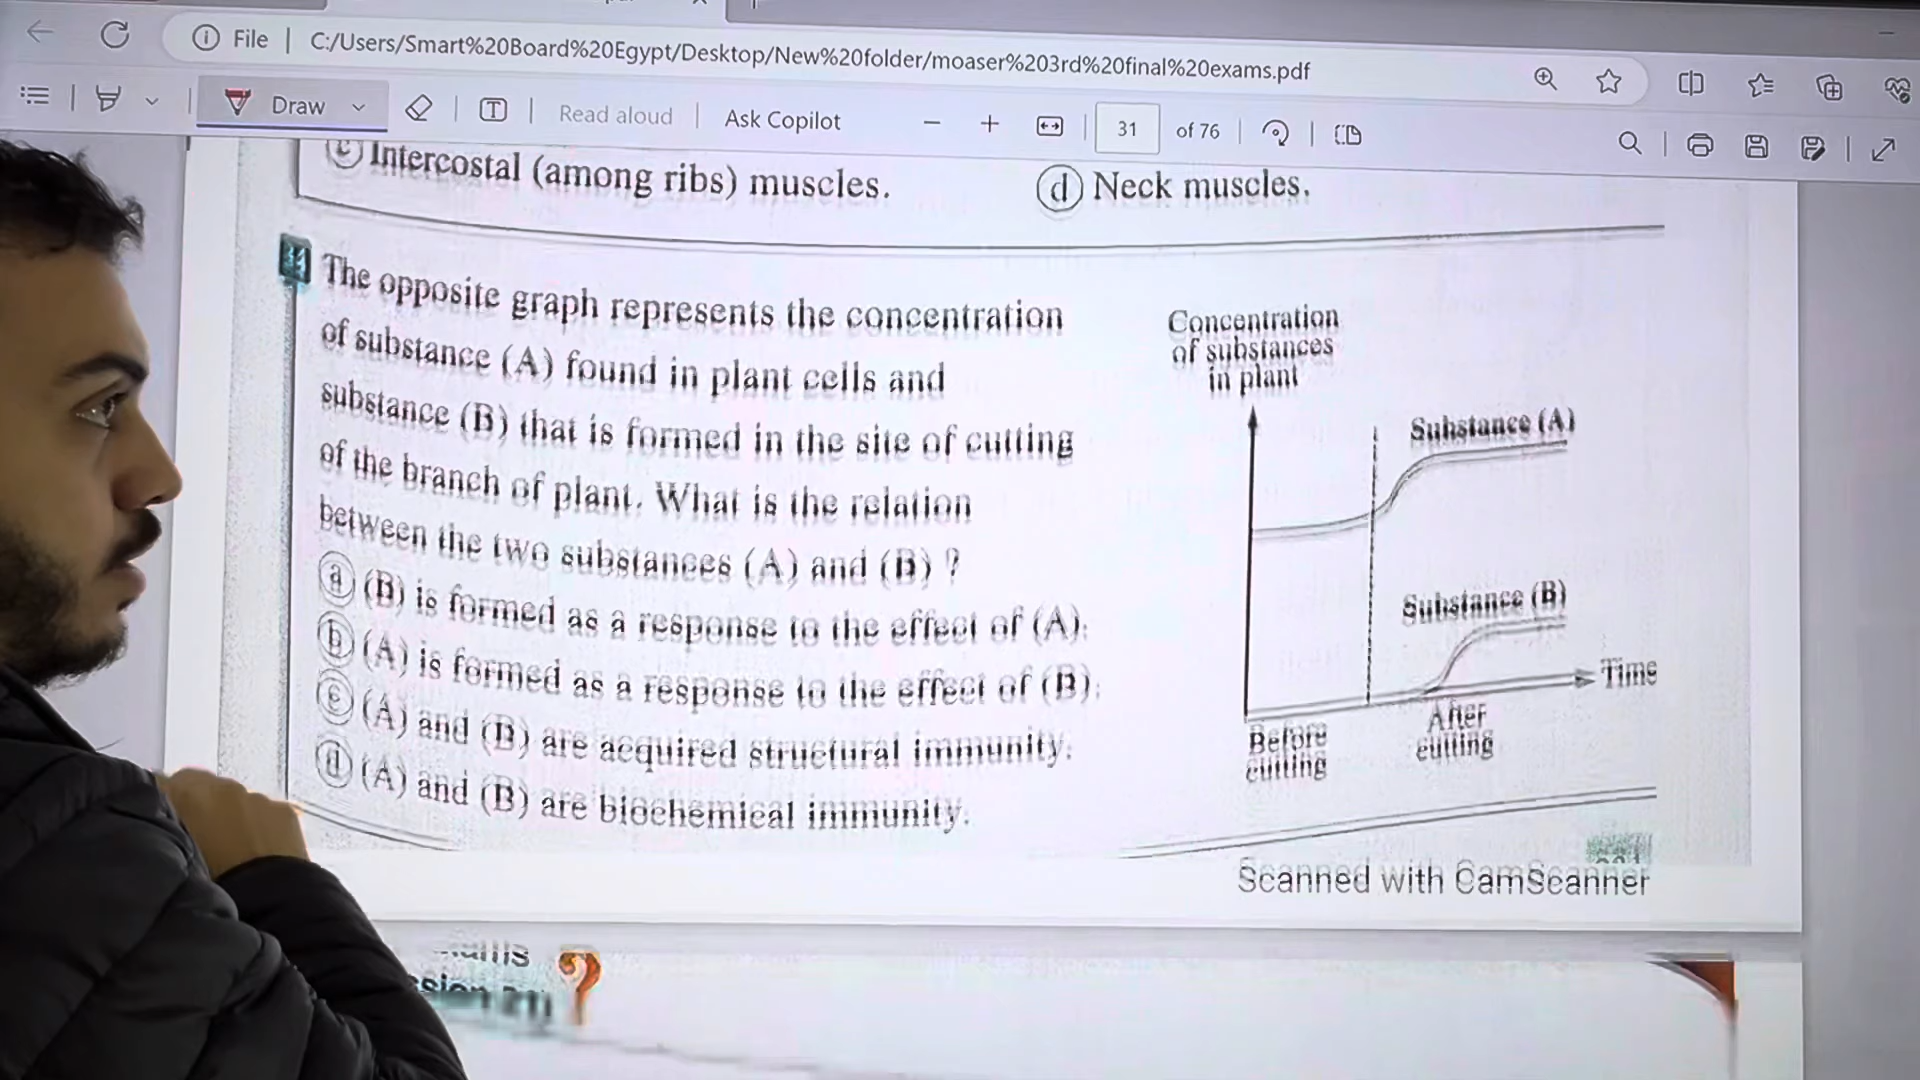 File | C:/Users/Smart%20Board%20Egypt/Desktop/New%20folder/moaser%203rd%20final%20exams.pdf
Draw
Read aloud
Ask Copilot
31 of 76
c Intercostal (among ribs) muscles.
d Neck muscles.
44 The opposite graph represents the concentration
of substance (A) found in plant cells and
substance (B) that is formed in the site of cutting
of the branch of plant. What is the relation
between the two substances (A) and (B) ?
a (B) is formed as a response to the effect of (A).
b (A) is formed as a response to the effect of (B).
c (A) and (B) are acquired structural immunity.
d (A) and (B) are biochemical immunity.
Concentration
of substances
in plant
Substance (A)
Substance (B)
Time
Before
cutting
After
cutting
Scanned with CamScanner